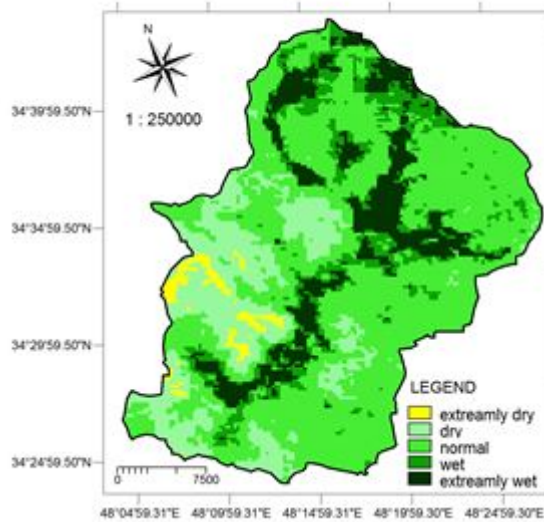 N
1 : 250000
34°39'59.50"N
34°34'59.50"N
34°29'59.50"N
34°24'59.50"N
LEGEND
extreamly dry
dry
normal
wet
extreamly wet
0 7500
48°04'59.31"E 48°09'59.31"E 48°14'59.31"E 48°19'59.31"E 48°24'59.31"E